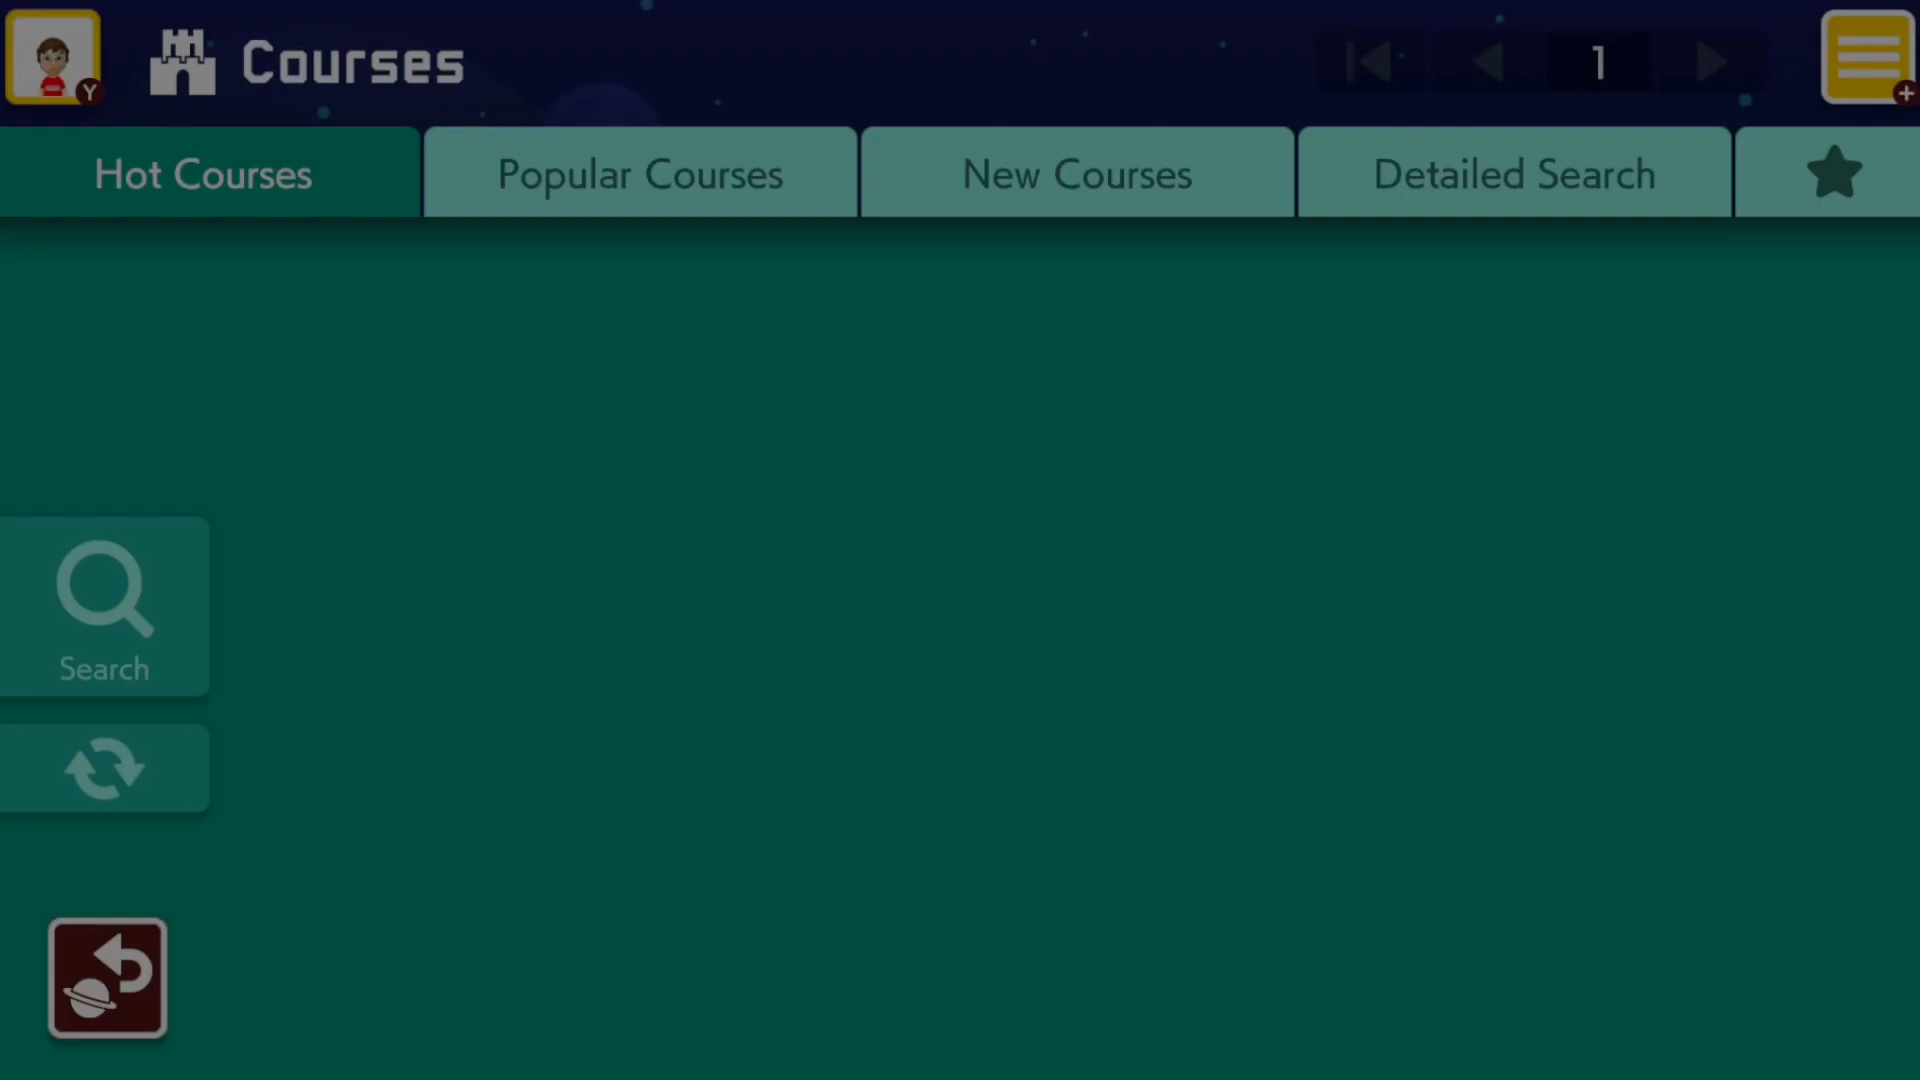 Y
Courses
1
+
Hot Courses
Popular Courses
New Courses
Detailed Search
Search